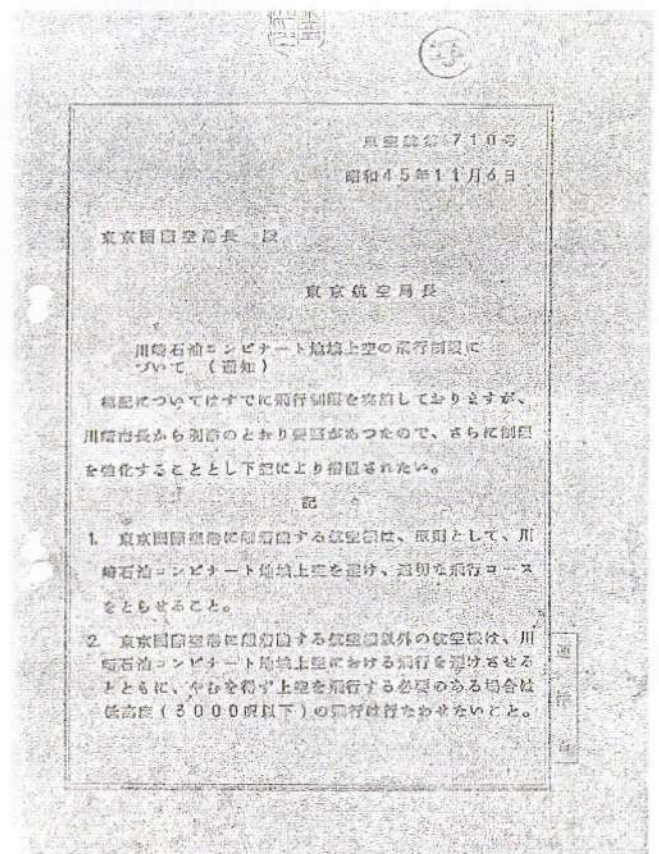 東空航第710号
昭和45年11月6日
東京国際空港長 殿
東京航空局長
川崎石油コンビナート地域上空の飛行制限に
ついて (通知)
標記についてはすでに飛行制限を実施しておりますが、
川崎市長から別添のとおり要望があつたので、さらに制限
を強化することとし下記により措置されたい。
記
1. 東京国際空港に離着陸する航空機は、原則として、川
崎石油コンビナート地域上空を避け、適切な飛行コース
をとらせること。
2. 東京国際空港に離着陸する航空機以外の航空機は、川
崎石油コンビナート地域上空における飛行を避けさせる
とともに、やむを得ず上空を飛行する必要のある場合は
低高度(3000呎以下)の飛行は行なわせないこと。